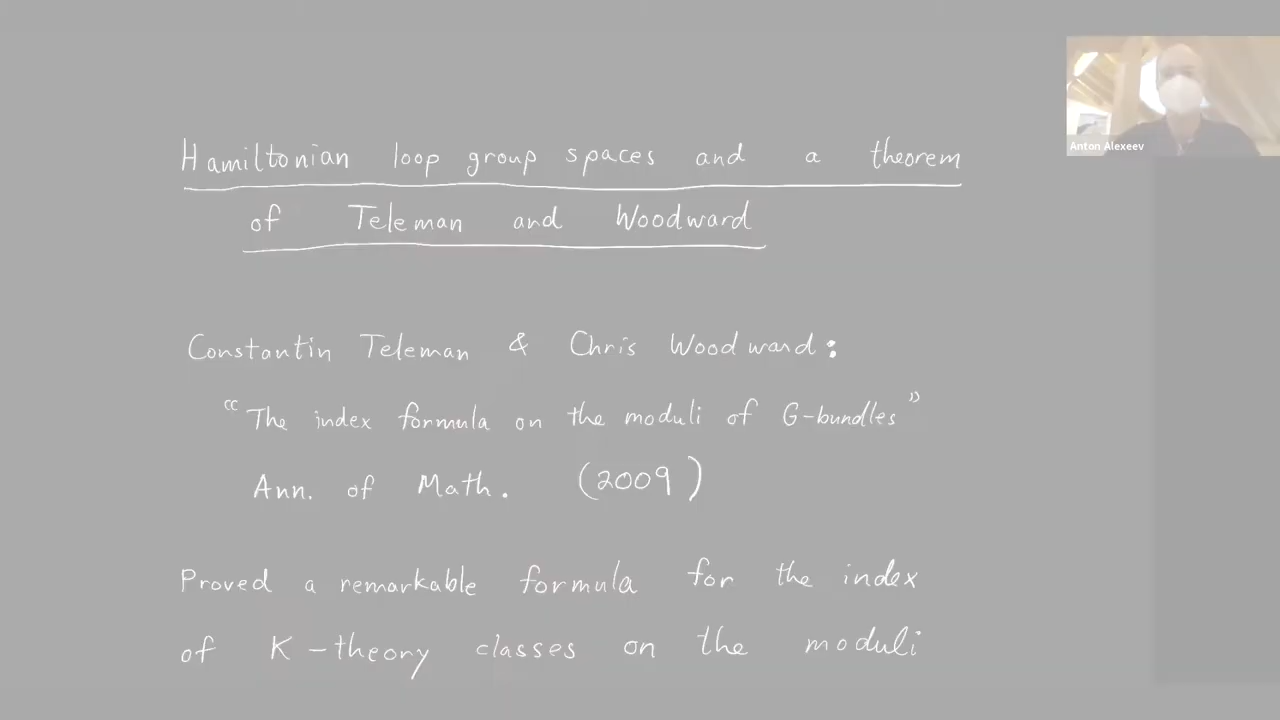 Hamiltonian loop group spaces and a theorem
of Teleman and Woodward
Constantin Teleman & Chris Woodward:
"The index formula on the moduli of G-bundles"
Ann. of Math. (2009)
Proved a remarkable formula for the index
of K-theory classes on the moduli
Anton Alexeev